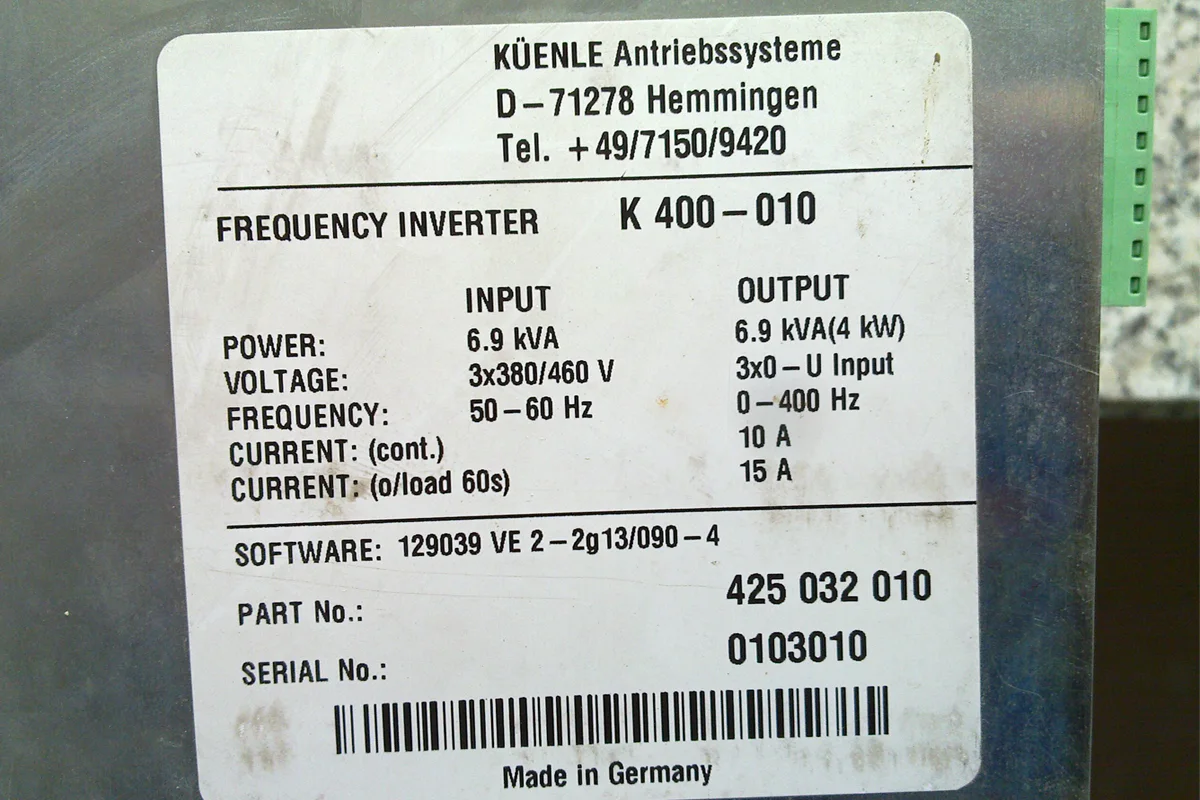 KÜENLE Antriebssysteme
D-71278 Hemmingen
Tel. +49/7150/9420
FREQUENCY INVERTER K 400-010
INPUT OUTPUT
POWER: 6.9 kVA 6.9 kVA(4 kW)
VOLTAGE: 3x380/460 V 3x0-U Input
FREQUENCY: 50-60 Hz 0-400 Hz
CURRENT: (cont.) 10 A
CURRENT: (o/load 60s) 15 A
SOFTWARE: 129039 VE 2-2g13/090-4
PART No.: 425 032 010
SERIAL No.: 0103010
Made in Germany